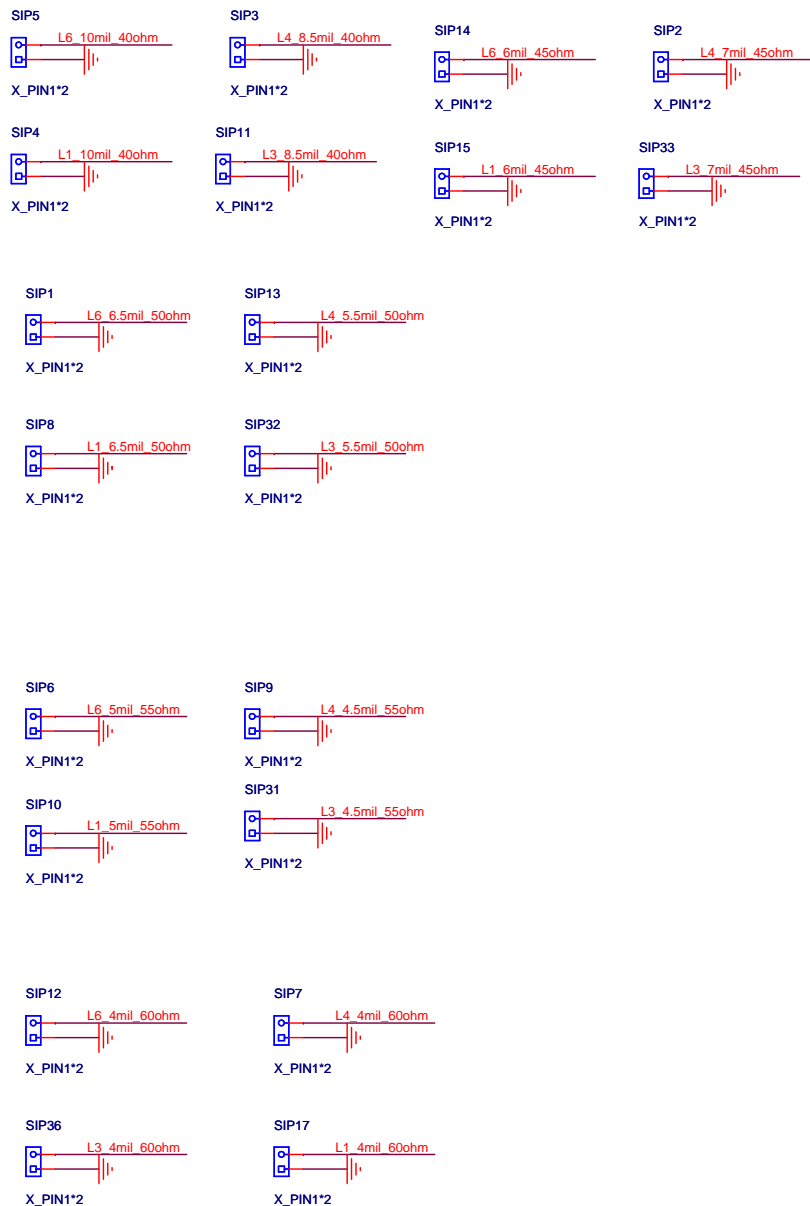 SIP5
L6_10mil_40ohm
X_PIN1*2
SIP3
L4_8.5mil_40ohm
X_PIN1*2
SIP14
L6_6mil_45ohm
X_PIN1*2
SIP2
L4_7mil_45ohm
X_PIN1*2
SIP4
L1_10mil_40ohm
X_PIN1*2
SIP11
L3_8.5mil_40ohm
X_PIN1*2
SIP15
L1_6mil_45ohm
X_PIN1*2
SIP33
L3_7mil_45ohm
X_PIN1*2
SIP1
L6_6.5mil_50ohm
X_PIN1*2
SIP13
L4_5.5mil_50ohm
X_PIN1*2
SIP8
L1_6.5mil_50ohm
X_PIN1*2
SIP32
L3_5.5mil_50ohm
X_PIN1*2
SIP6
L6_5mil_55ohm
X_PIN1*2
SIP9
L4_4.5mil_55ohm
X_PIN1*2
SIP10
L1_5mil_55ohm
X_PIN1*2
SIP31
L3_4.5mil_55ohm
X_PIN1*2
SIP12
L6_4mil_60ohm
X_PIN1*2
SIP7
L4_4mil_60ohm
X_PIN1*2
SIP36
L3_4mil_60ohm
X_PIN1*2
SIP17
L1_4mil_60ohm
X_PIN1*2